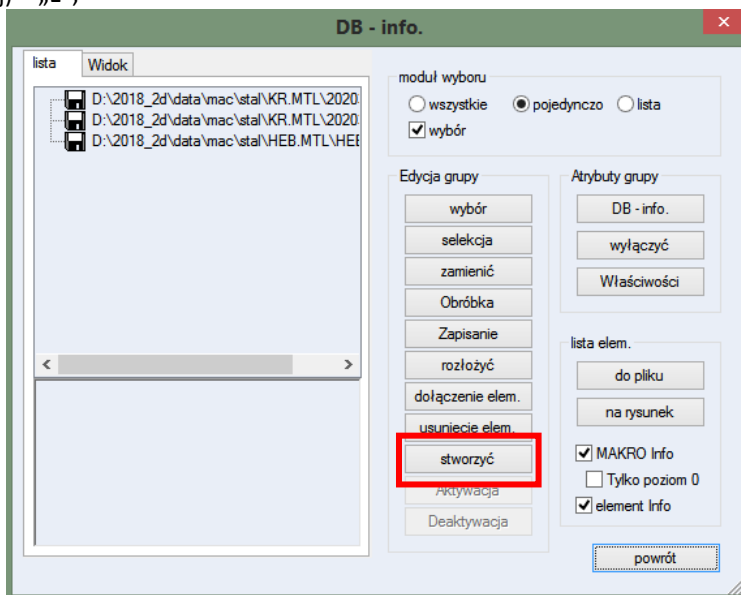 DB - info.
lista
Widok
D:\2018_2d\data\mac\stal\KR.MTL\2020
D:\2018_2d\data\mac\stal\KR.MTL\2020
D:\2018_2d\data\mac\stal\HEB.MTL\HEE
moduł wyboru
wszystkie pojedynczo lista
wybór
Edycja grupy
wybór
selekcja
zamienić
Obróbka
Zapisanie
rozłożyć
dołączenie elem.
usuniecie elem.
stworzyć
Aktywacja
Deaktywacja
Atrybuty grupy
DB - info.
wyłączyć
Właściwości
lista elem.
do pliku
na rysunek
MAKRO Info
Tylko poziom 0
element Info
powrót